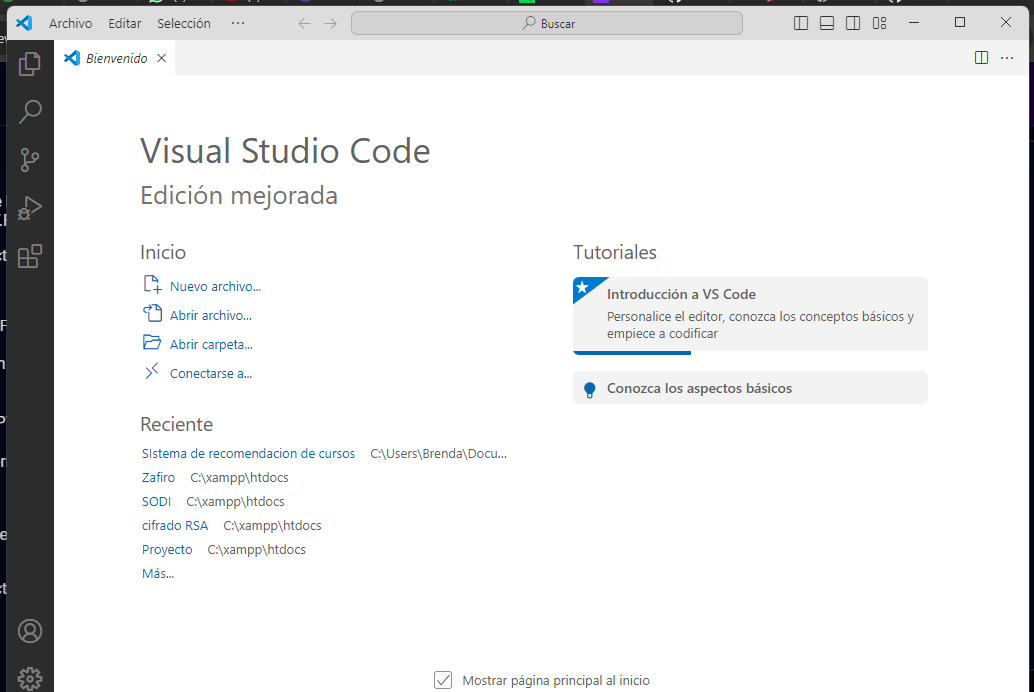 Archivo Editar Selección ··· Buscar
Bienvenido
Visual Studio Code
Edición mejorada
Inicio
Nuevo archivo...
Abrir archivo...
Abrir carpeta...
Conectarse a...
Reciente
SIstema de recomendacion de cursos C:\Users\Brenda\Docu...
Zafiro C:\xampp\htdocs
SODI C:\xampp\htdocs
cifrado RSA C:\xampp\htdocs
Proyecto C:\xampp\htdocs
Más...
Tutoriales
Introducción a VS Code
Personalice el editor, conozca los conceptos básicos y
empiece a codificar
Conozca los aspectos básicos
Mostrar página principal al inicio